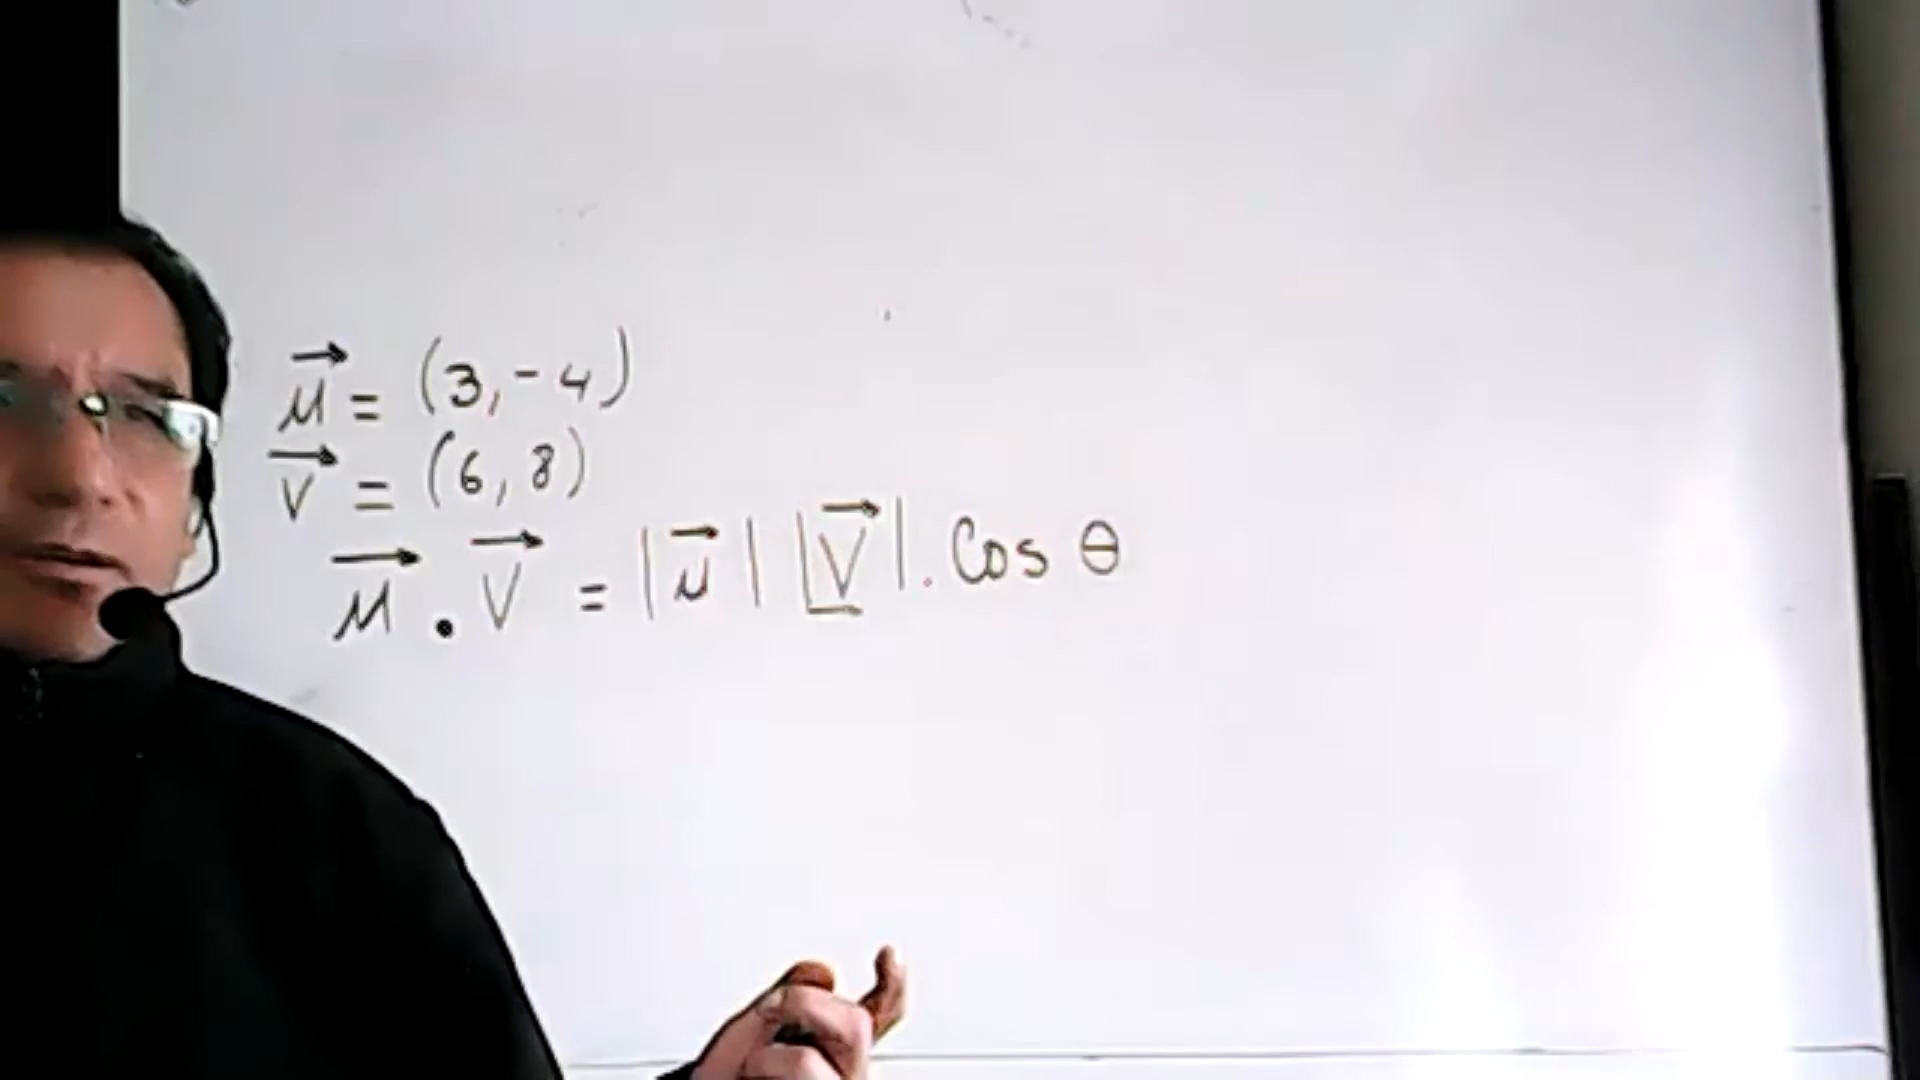 μ⃗ = (3, -4)
v⃗ = (6, 8)
μ⃗ • v⃗ = |μ⃗| |v⃗| . Cos θ